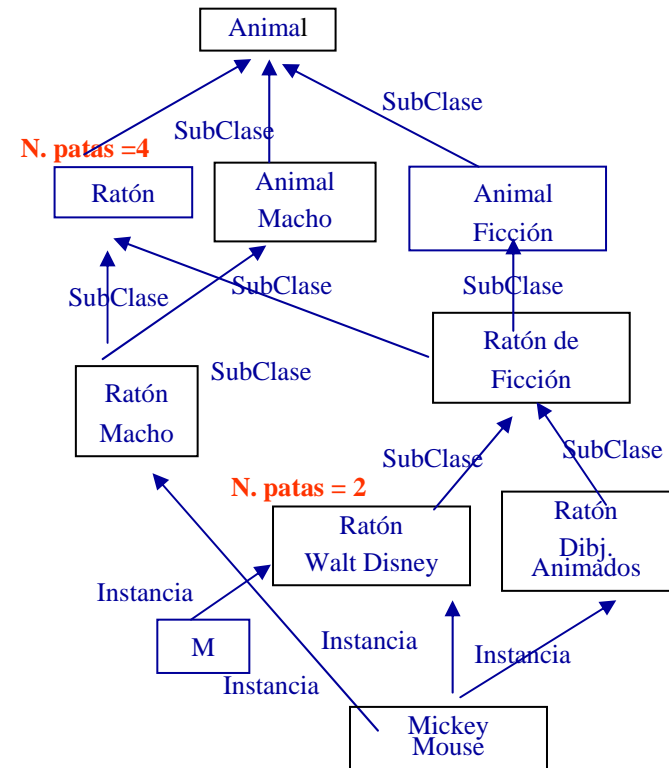 Animal
SubClase
SubClase
N. patas =4
Ratón
Animal
Macho
Animal
Ficción
SubClase
SubClase
SubClase
Ratón de
Ficción
SubClase
Ratón
Macho
SubClase
SubClase
N. patas = 2
Ratón
Walt Disney
Ratón
Dibj.
Animados
Instancia
M
Instancia
Instancia
Instancia
Mickey
Mouse